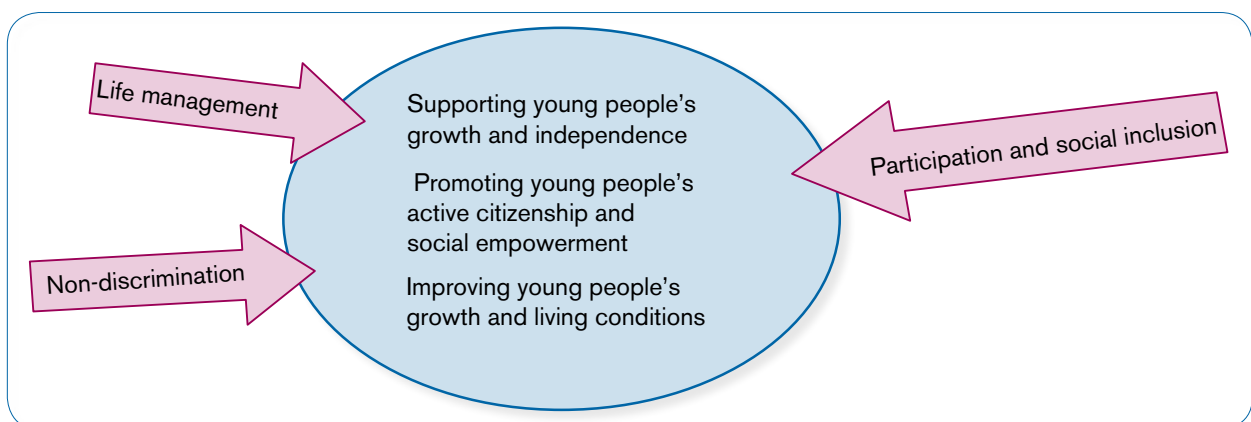 Life management
Supporting young people’s
growth and independence
Participation and social inclusion
Promoting young people’s
active citizenship and
social empowerment
Non-discrimination
Improving young people’s
growth and living conditions